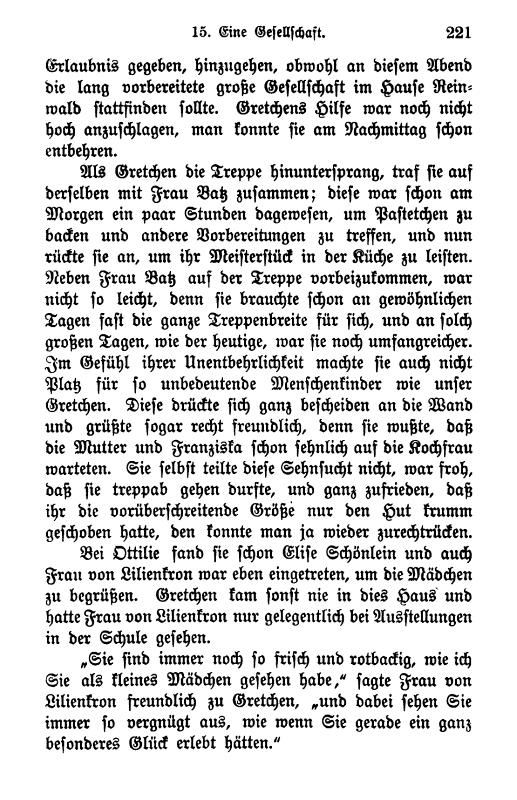 15. Eine Gesellschaft. 221
Erlaubnis gegeben, hinzugehen, obwohl an diesem Abend
die lang vorbereitete große Gesellschaft im Hause Rein-
wald stattfinden sollte. Gretchens Hilfe war noch nicht
hoch anzuschlagen, man konnte sie am Nachmittag schon
entbehren.
Als Gretchen die Treppe hinuntersprang, traf sie auf
derselben mit Frau Batz zusammen; diese war schon am
Morgen ein paar Stunden dagewesen, um Pastetchen zu
backen und andere Vorbereitungen zu treffen, und nun
rückte sie an, um ihr Meisterstück in der Küche zu leisten.
Neben Frau Batz auf der Treppe vorbeizukommen, war
nicht so leicht, denn sie brauchte schon an gewöhnlichen
Tagen fast die ganze Treppenbreite für sich, und an solch
großen Tagen, wie der heutige, war sie noch umfangreicher.
Im Gefühl ihrer Unentbehrlichkeit machte sie auch nicht
Platz für so unbedeutende Menschenkinder wie unser
Gretchen. Diese drückte sich ganz bescheiden an die Wand
und grüßte sogar recht freundlich, denn sie wußte, daß
die Mutter und Franziska schon sehnlich auf die Kochfrau
warteten. Sie selbst teilte diese Sehnsucht nicht, war froh,
daß sie treppab gehen durfte, und ganz zufrieden, daß
ihr die vorüberschreitende Größe nur den Hut krumm
geschoben hatte, den konnte man ja wieder zurechtrücken.
Bei Ottilie fand sie schon Elise Schönlein und auch
Frau von Lilienkron war eben eingetreten, um die Mädchen
zu begrüßen. Gretchen kam sonst nie in dies Haus und
hatte Frau von Lilienkron nur gelegentlich bei Ausstellungen
in der Schule gesehen.
„Sie sind immer noch so frisch und rotbackig, wie ich
Sie als kleines Mädchen gesehen habe,“ sagte Frau von
Lilienkron freundlich zu Gretchen, „und dabei sehen Sie
immer so vergnügt aus, wie wenn Sie gerade ein ganz
besonderes Glück erlebt hätten.“